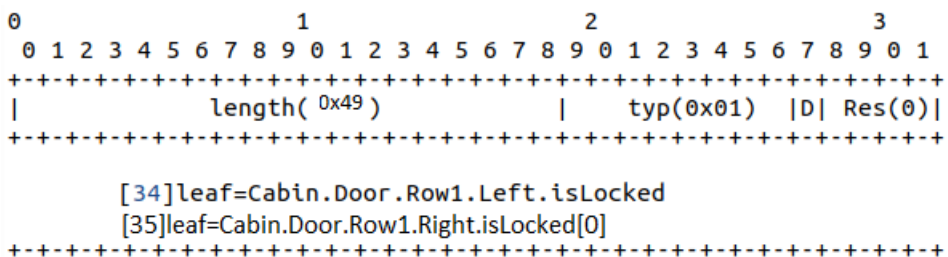 0                   1                   2                   3
 0 1 2 3 4 5 6 7 8 9 0 1 2 3 4 5 6 7 8 9 0 1 2 3 4 5 6 7 8 9 0 1
+-+-+-+-+-+-+-+-+-+-+-+-+-+-+-+-+-+-+-+-+-+-+-+-+-+-+-+-+-+-+-+-+
|             length( 0x49 )            |    typ(0x01)  |D| Res(0)|
+-+-+-+-+-+-+-+-+-+-+-+-+-+-+-+-+-+-+-+-+-+-+-+-+-+-+-+-+-+-+-+-+
[34]leaf=Cabin.Door.Row1.Left.isLocked
[35]leaf=Cabin.Door.Row1.Right.isLocked[0]
+-+-+-+-+-+-+-+-+-+-+-+-+-+-+-+-+-+-+-+-+-+-+-+-+-+-+-+-+-+-+-+-+